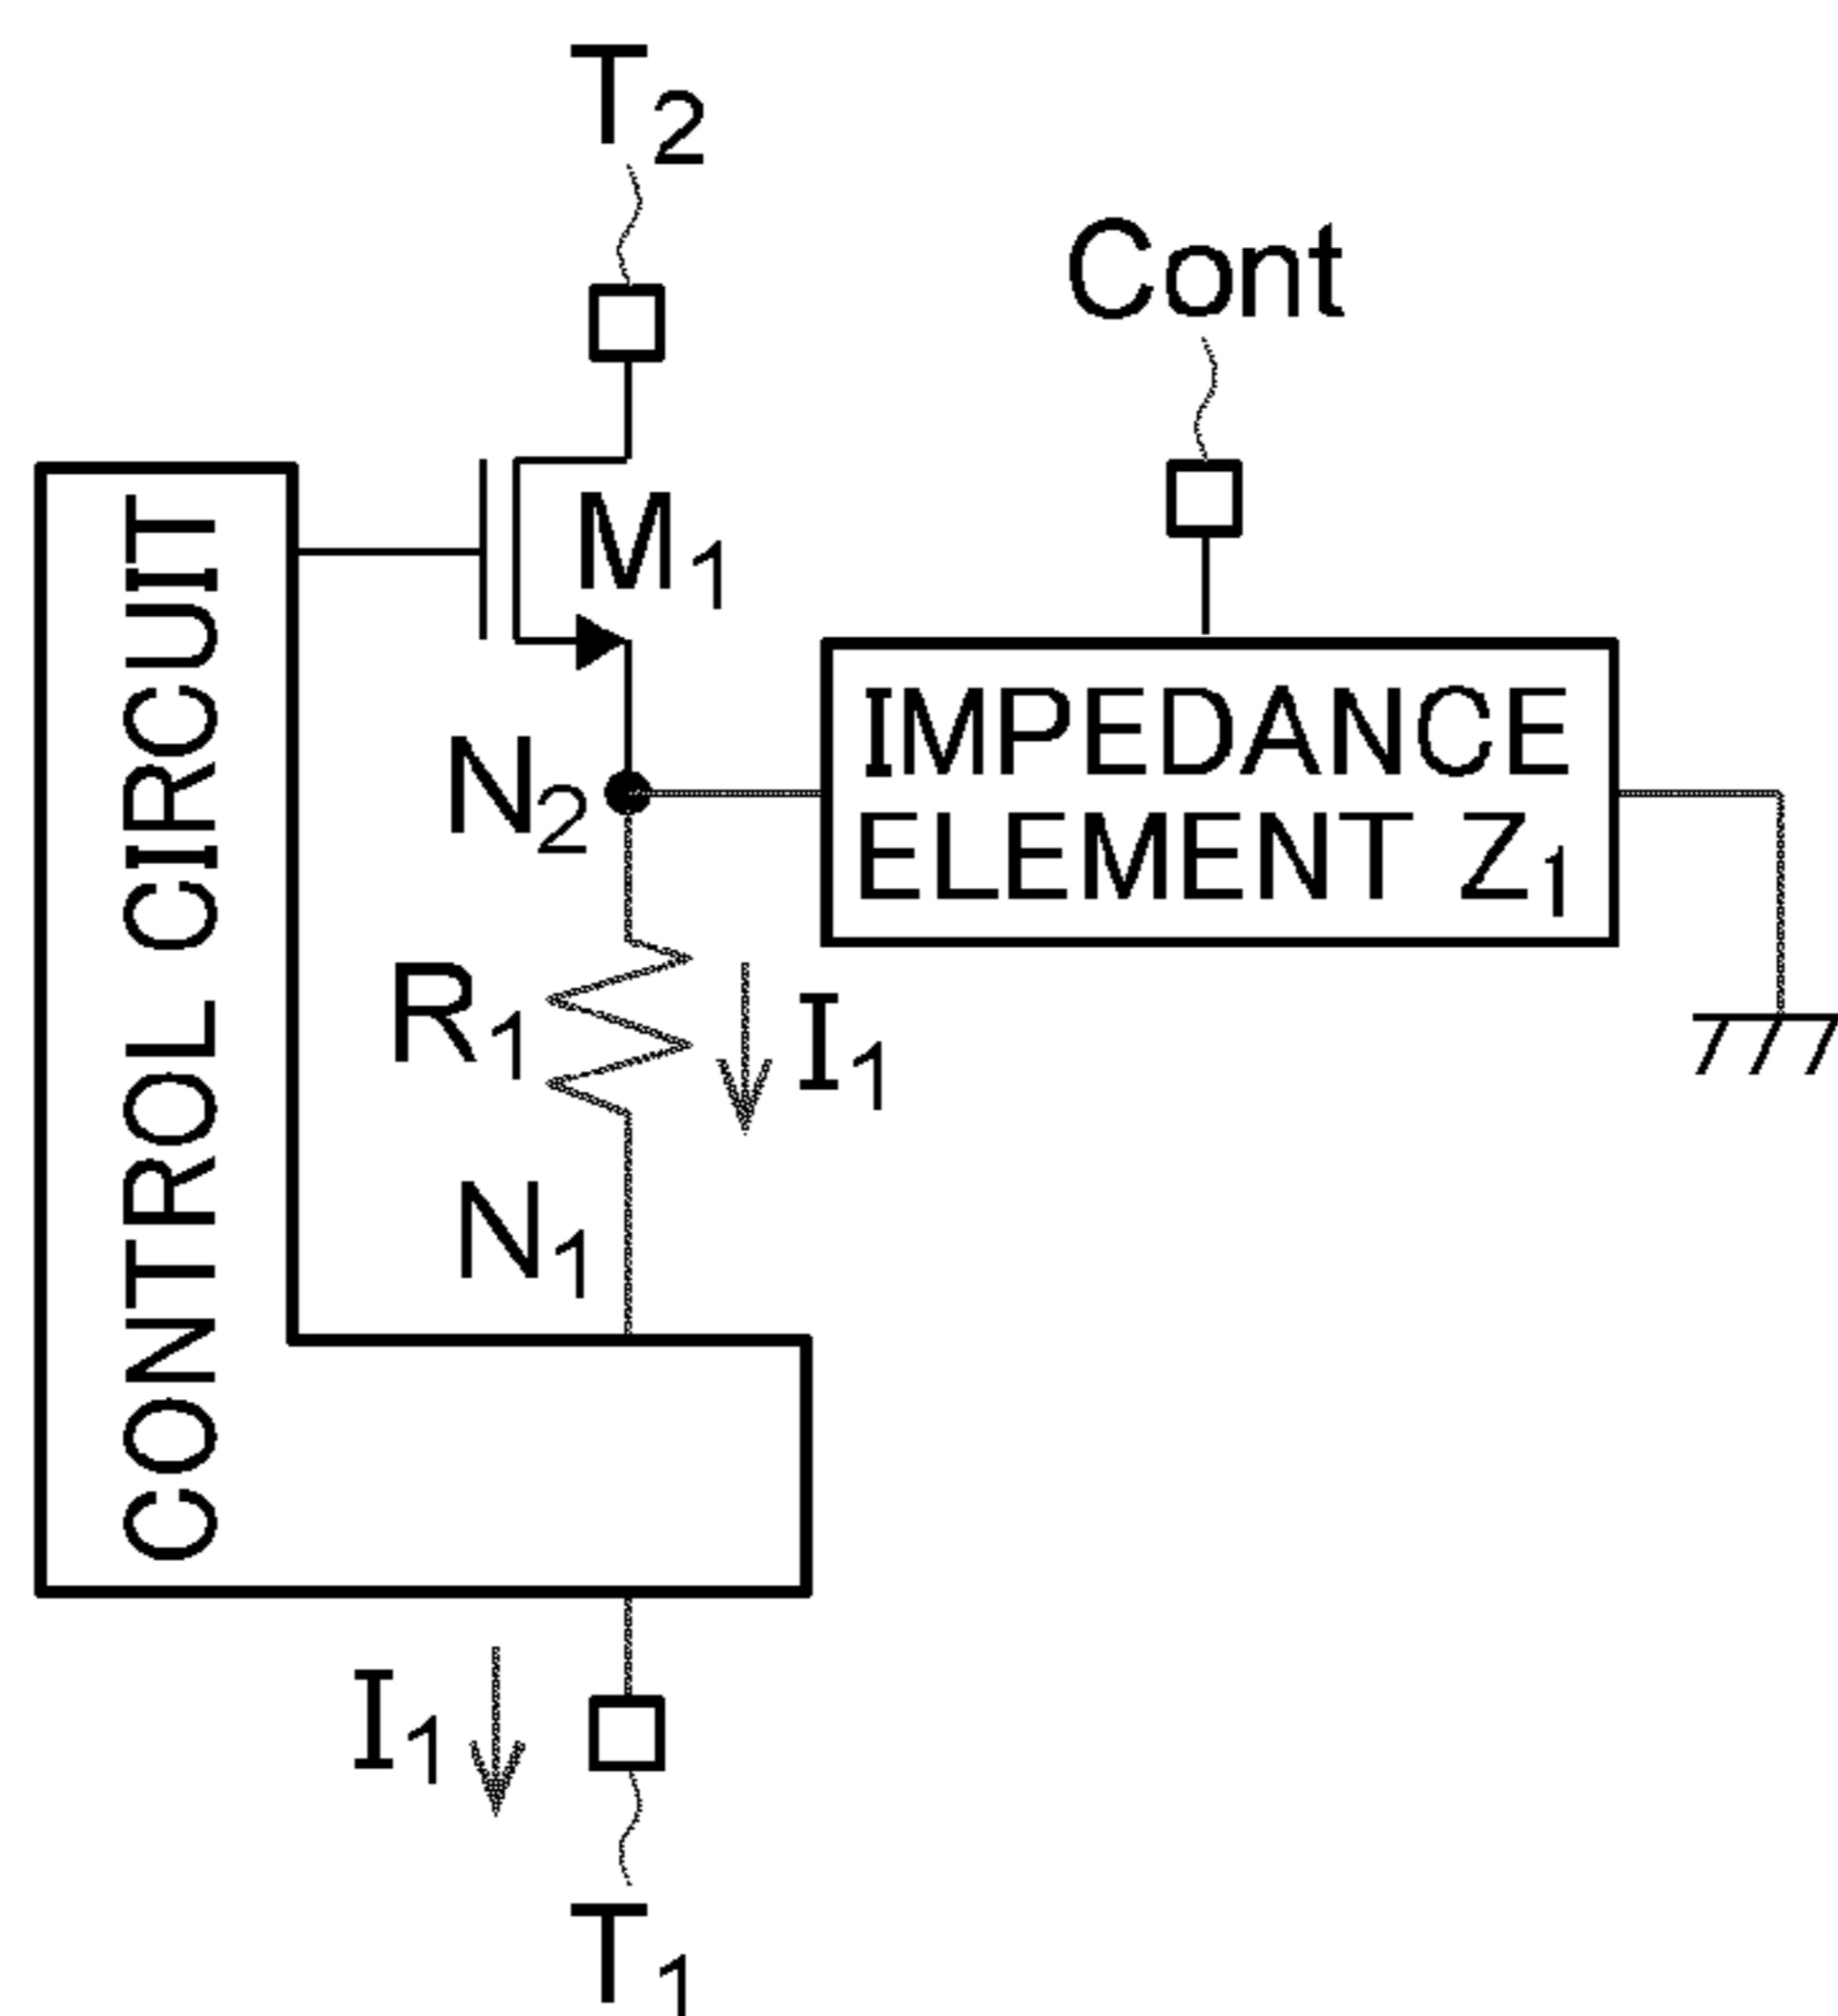 T₂
Cont
CONTROL CIRCUIT
M₁
N₂
IMPEDANCE
ELEMENT Z₁
R₁
I₁
N₁
I₁
T₁